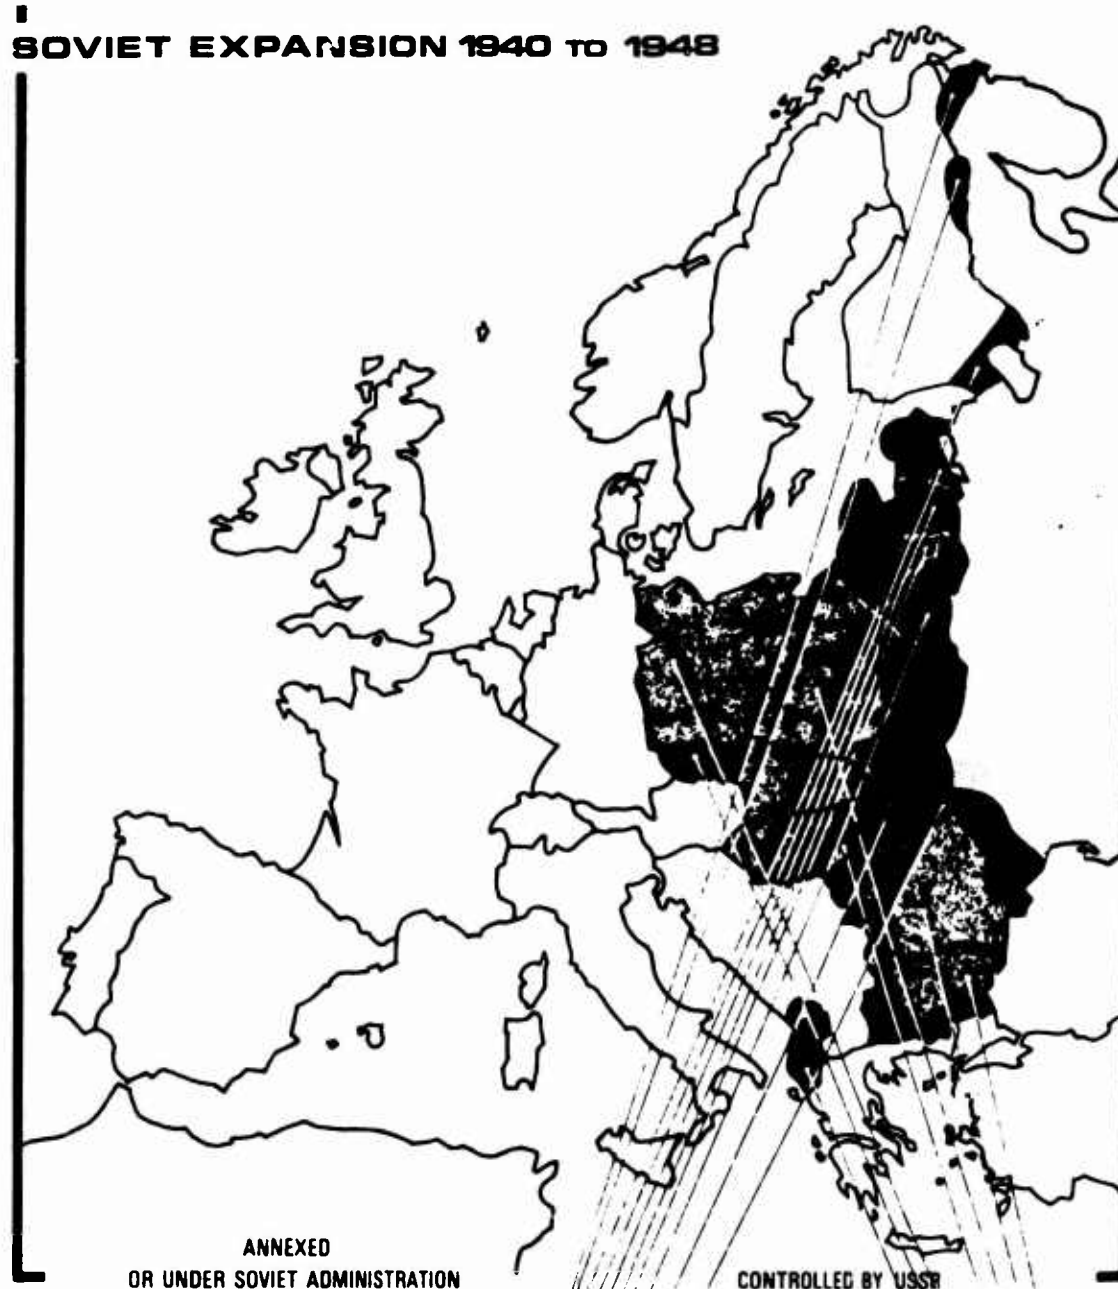 SOVIET EXPANSION 1940 TO 1948
ANNEXED
OR UNDER SOVIET ADMINISTRATION
CONTROLLED BY USSR